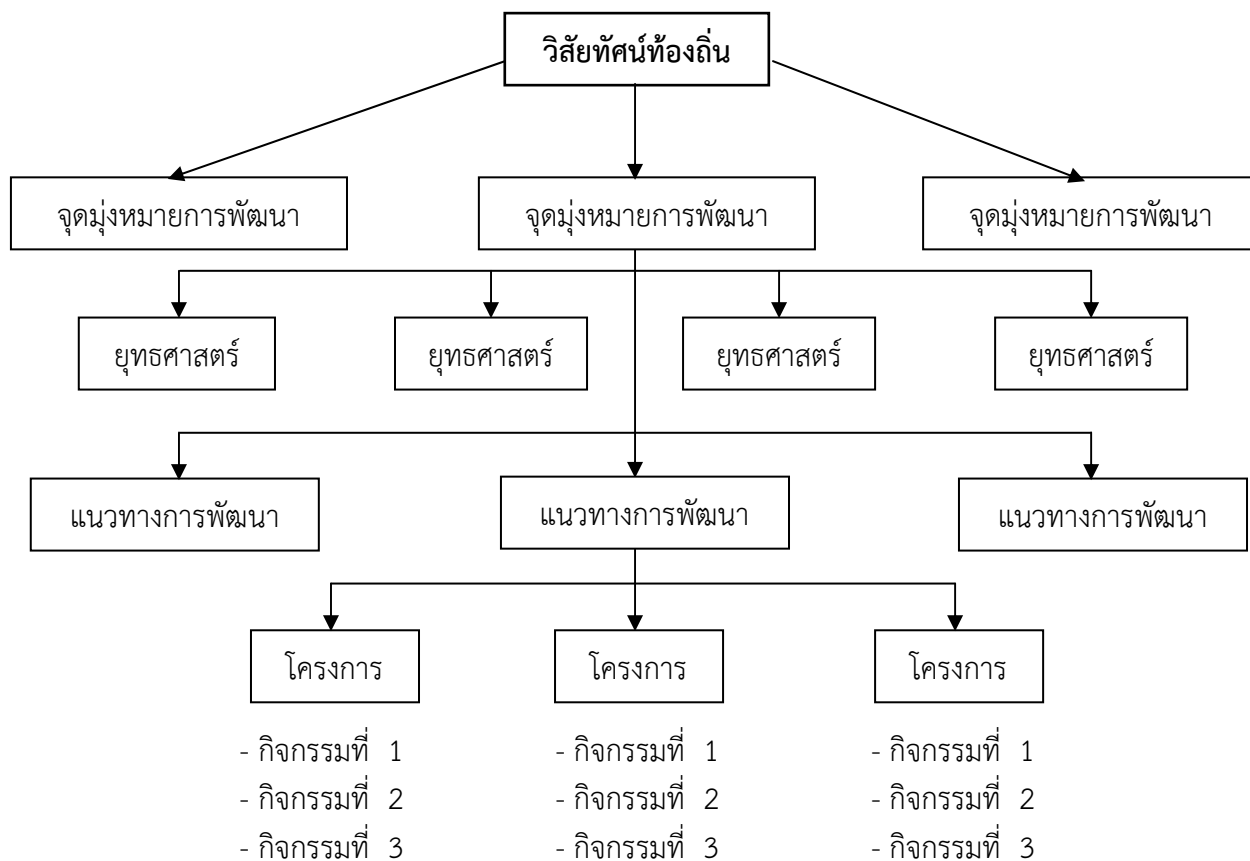 วิสัยทัศน์ท้องถิ่น
จุดมุ่งหมายการพัฒนา
จุดมุ่งหมายการพัฒนา
จุดมุ่งหมายการพัฒนา
ยุทธศาสตร์
ยุทธศาสตร์
ยุทธศาสตร์
ยุทธศาสตร์
แนวทางการพัฒนา
แนวทางการพัฒนา
แนวทางการพัฒนา
โครงการ
โครงการ
โครงการ
- กิจกรรมที่ 1
- กิจกรรมที่ 2
- กิจกรรมที่ 3
- กิจกรรมที่ 1
- กิจกรรมที่ 2
- กิจกรรมที่ 3
- กิจกรรมที่ 1
- กิจกรรมที่ 2
- กิจกรรมที่ 3